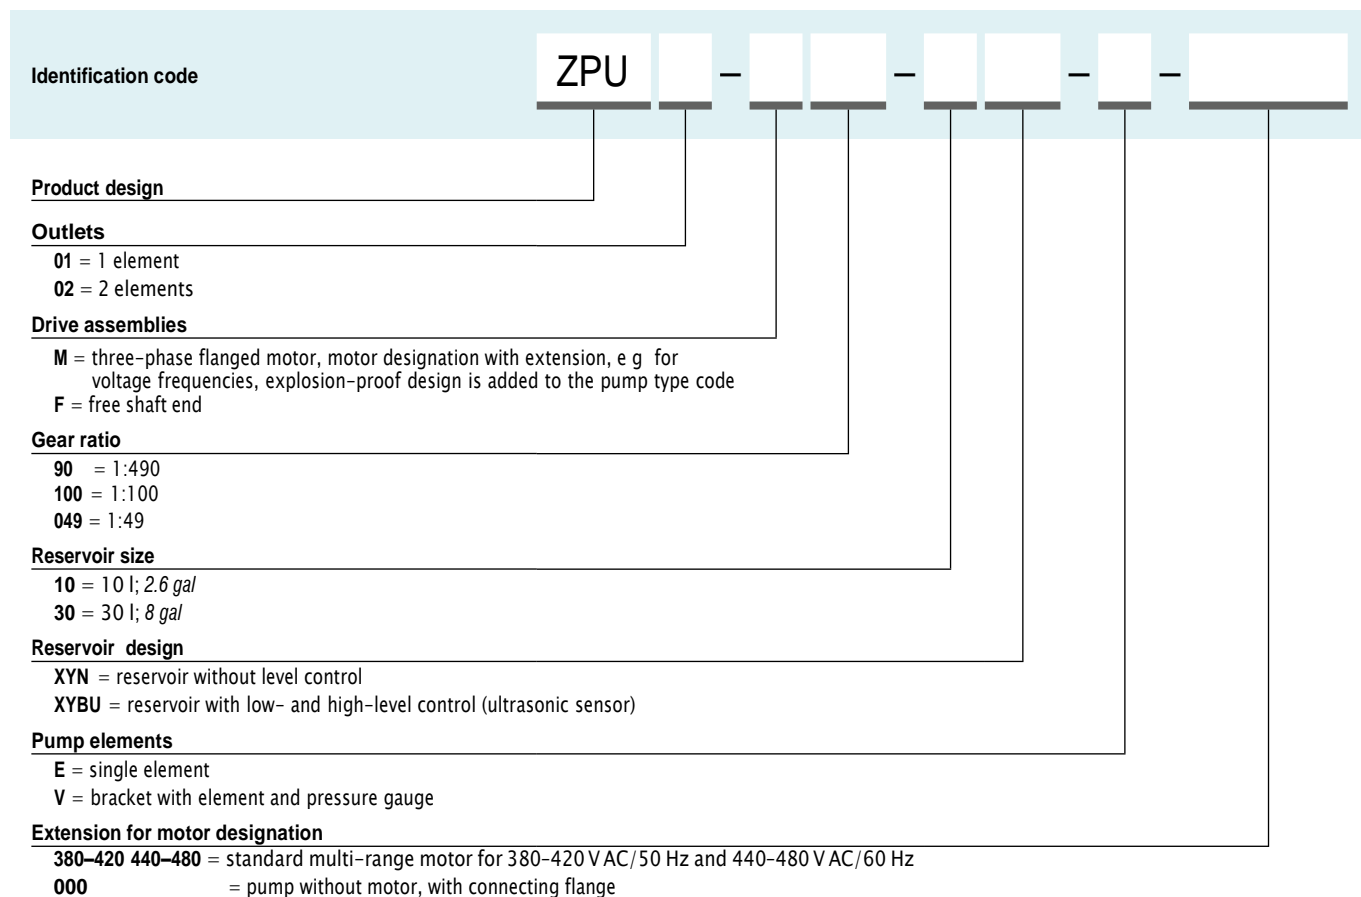 Identification code
ZPU – – – –
Product design
Outlets
01 = 1 element
02 = 2 elements
Drive assemblies
M = three-phase flanged motor, motor designation with extension, e g for
voltage frequencies, explosion-proof design is added to the pump type code
F = free shaft end
Gear ratio
90 = 1:490
100 = 1:100
049 = 1:49
Reservoir size
10 = 10 l; 2.6 gal
30 = 30 l; 8 gal
Reservoir design
XYN = reservoir without level control
XYBU = reservoir with low- and high-level control (ultrasonic sensor)
Pump elements
E = single element
V = bracket with element and pressure gauge
Extension for motor designation
380–420 440–480 = standard multi-range motor for 380-420 V AC/50 Hz and 440-480 V AC/60 Hz
000 = pump without motor, with connecting flange